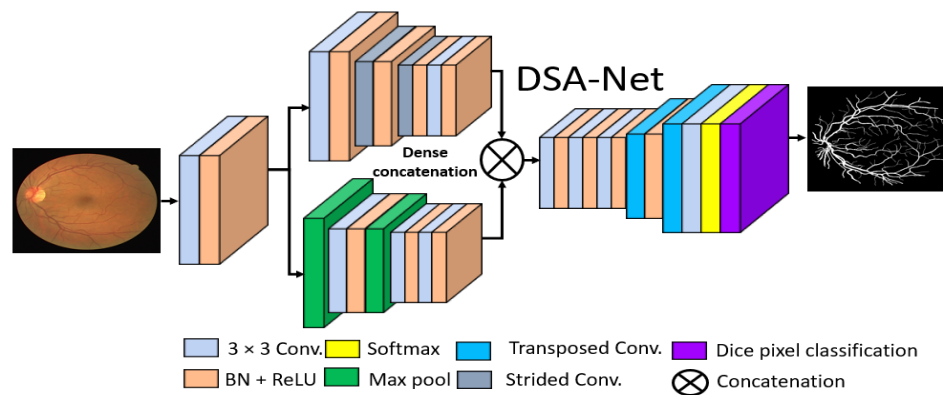 DSA-Net
Dense
concatenation
3 × 3 Conv.
Softmax
Transposed Conv.
Dice pixel classification
BN + ReLU
Max pool
Strided Conv.
Concatenation